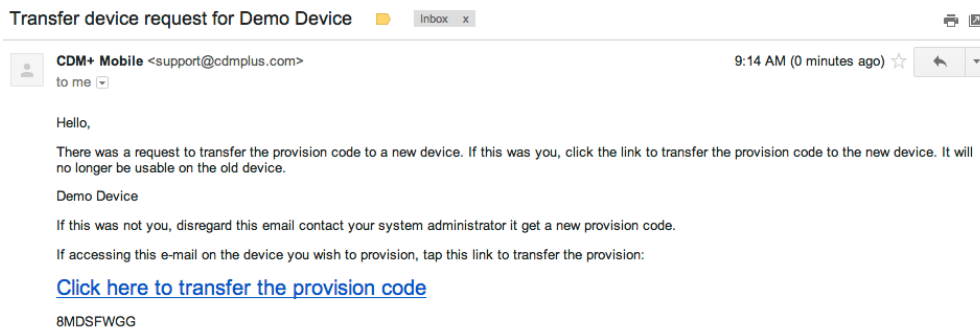 Transfer device request for Demo Device Inbox x
CDM+ Mobile <support@cdmplus.com> 9:14 AM (0 minutes ago)
to me
Hello,
There was a request to transfer the provision code to a new device. If this was you, click the link to transfer the provision code to the new device. It will
no longer be usable on the old device.
Demo Device
If this was not you, disregard this email contact your system administrator it get a new provision code.
If accessing this e-mail on the device you wish to provision, tap this link to transfer the provision:
Click here to transfer the provision code
8MDSFWGG